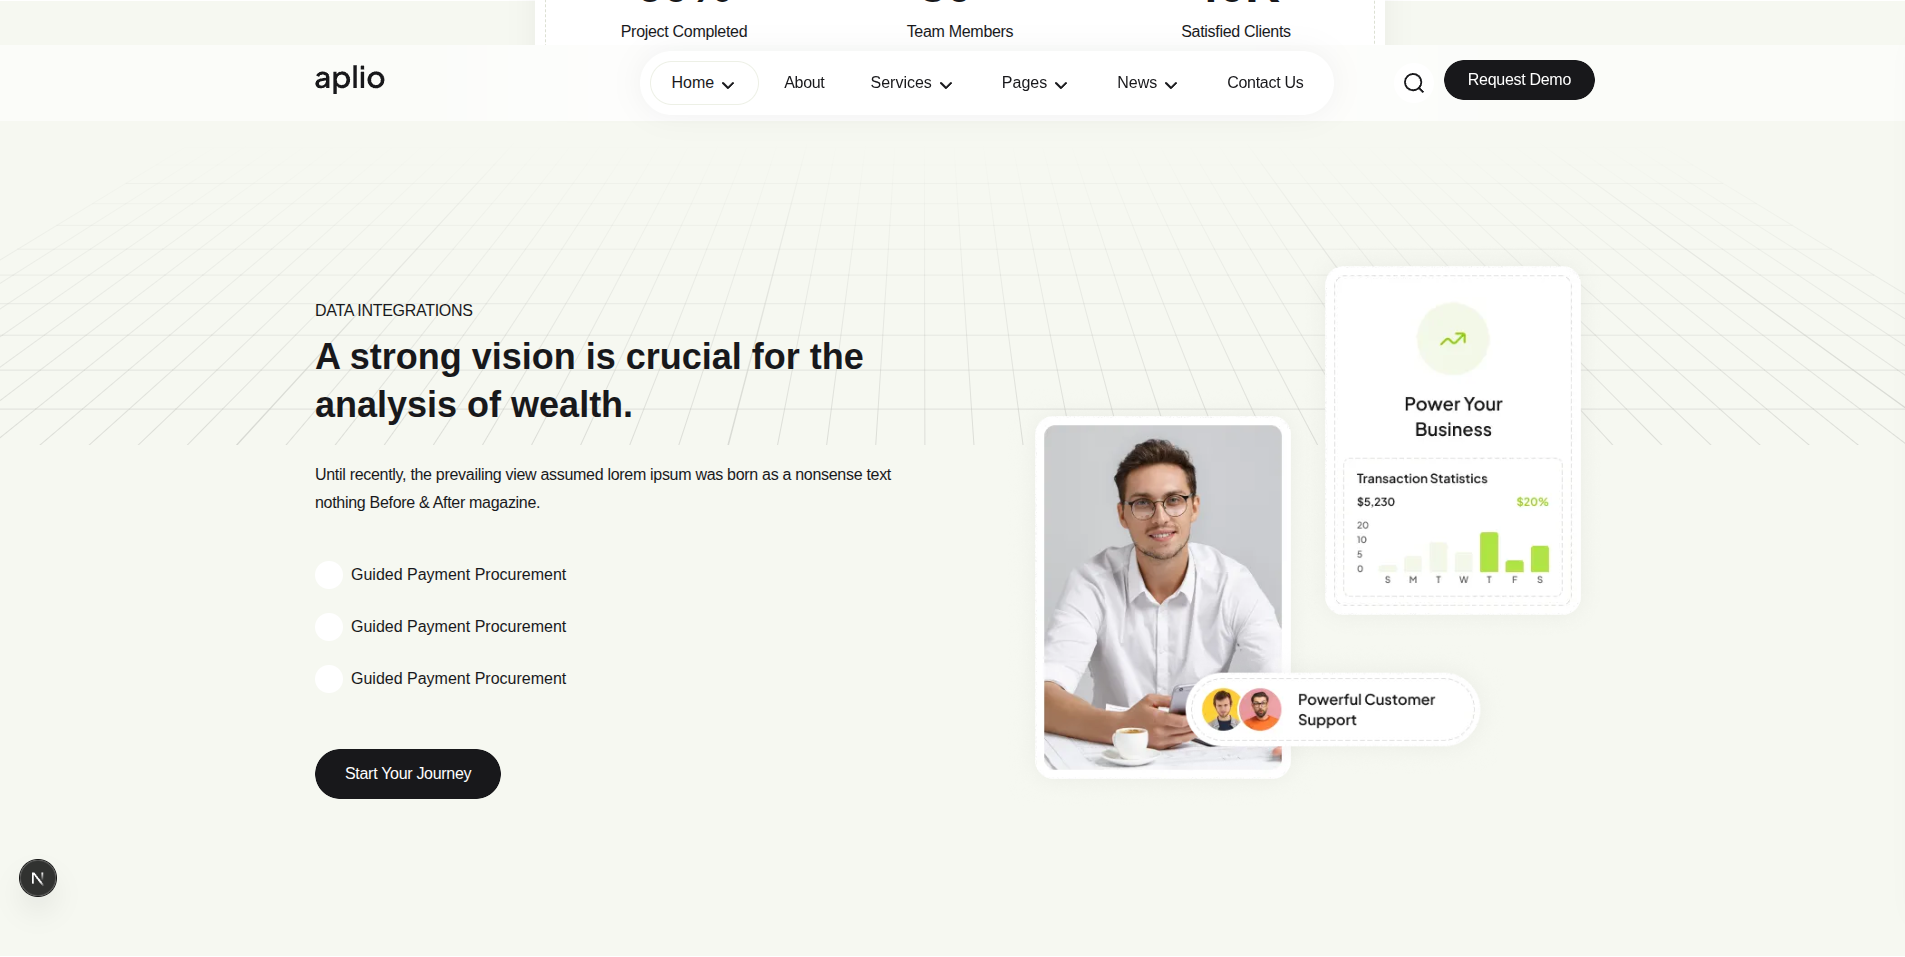 Project Completed
Team Members
Satisfied Clients
aplio
Home
About
Services
Pages
News
Contact Us
Request Demo
DATA INTEGRATIONS
A strong vision is crucial for the
analysis of wealth.
Until recently, the prevailing view assumed lorem ipsum was born as a nonsense text
nothing Before & After magazine.
Guided Payment Procurement
Guided Payment Procurement
Guided Payment Procurement
Start Your Journey
Power Your
Business
Transaction Statistics
$5,230
$20%
20
10
5
0
S M T W T F S
Powerful Customer
Support
N